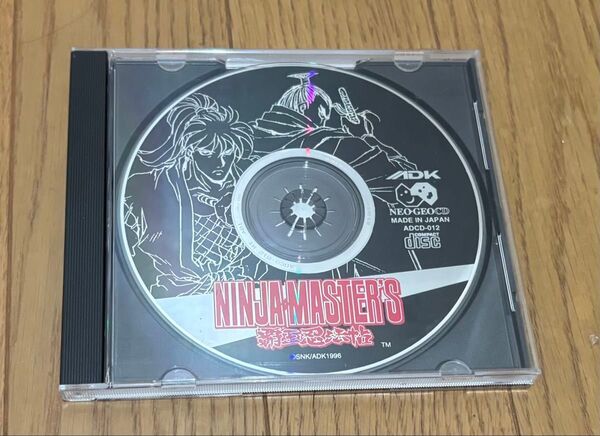 ADK
NEO·GEO CD
MADE IN JAPAN
ADCD-012
COMPACT
disc
NINJA MASTER'S
覇王忍法帖
TM
©SNK/ADK1996